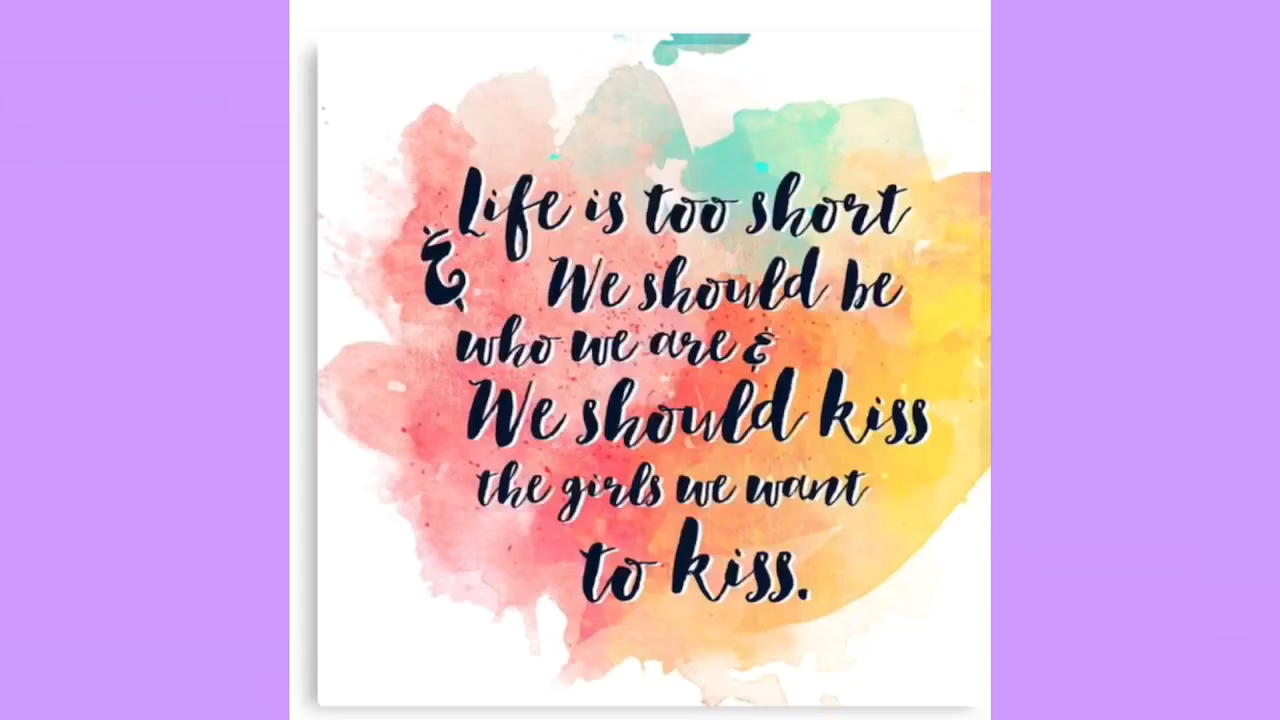 Life is too short
& We should be
who we are &
We should kiss
the girls we want
to kiss.